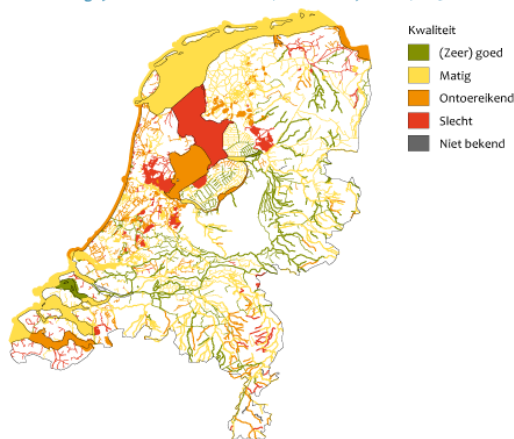 Kwaliteit
(Zeer) goed
Matig
Ontoereikend
Slecht
Niet bekend